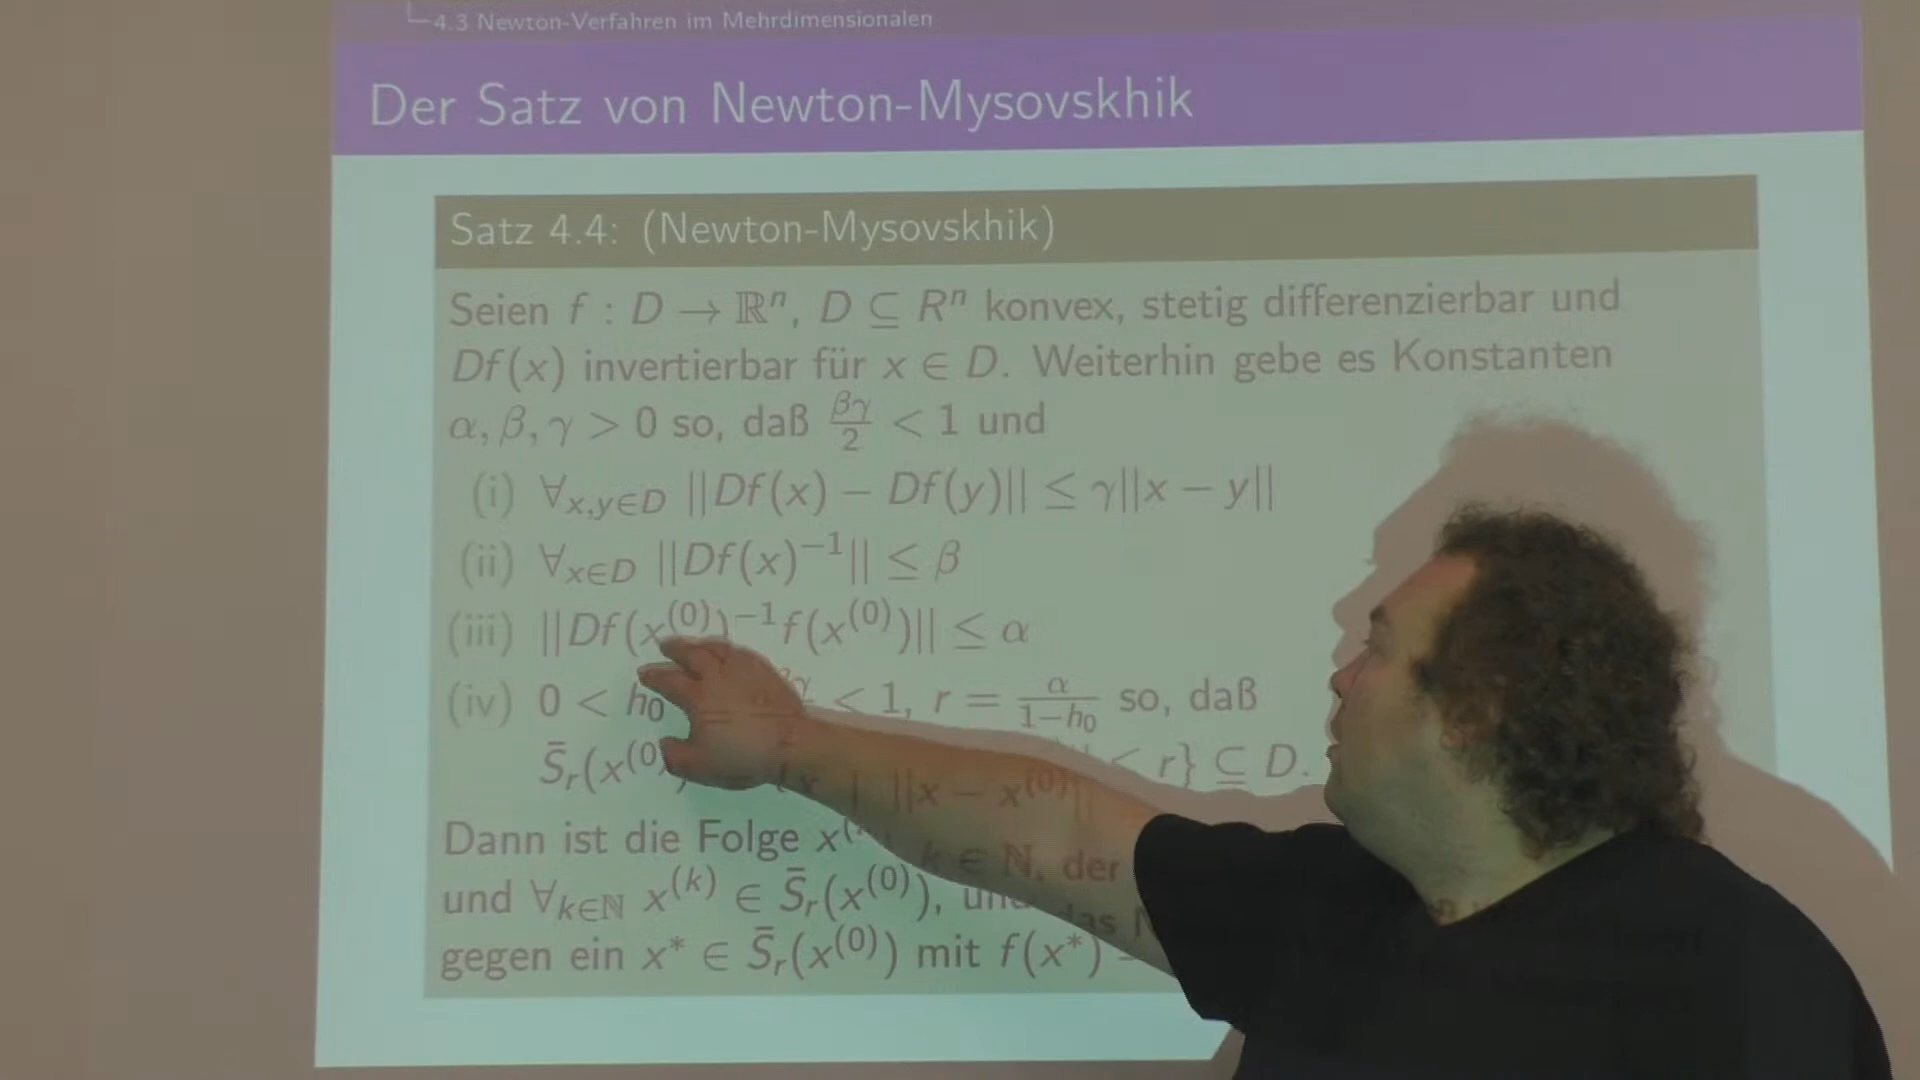 4.3 Newton-Verfahren im Mehrdimensionalen
Der Satz von Newton-Mysovskhik
Satz 4.4: (Newton-Mysovskhik)
Seien f : D → ℝⁿ, D ⊆ Rⁿ konvex, stetig differenzierbar und
Df(x) invertierbar für x ∈ D. Weiterhin gebe es Konstanten
α, β, γ > 0 so, daß βγ/2 < 1 und
(i) ∀x,y∈D ||Df(x) − Df(y)|| ≤ γ||x − y||
(ii) ∀x∈D ||Df(x)⁻¹|| ≤ β
(iii) ||Df(x⁽⁰⁾)⁻¹f(x⁽⁰⁾)|| ≤ α
(iv) 0 < h₀ = < 1, r = α/(1−h₀) so, daß
S̄ᵣ(x⁽⁰⁾ {x | ||x − x⁽⁰⁾|| r} ⊆ D.
Dann ist die Folge k ∈ ℕ, der
und ∀k∈ℕ x⁽ᵏ⁾ ∈ S̄ᵣ(x⁽⁰⁾), und das
gegen ein x* ∈ S̄ᵣ(x⁽⁰⁾) mit f(x*)